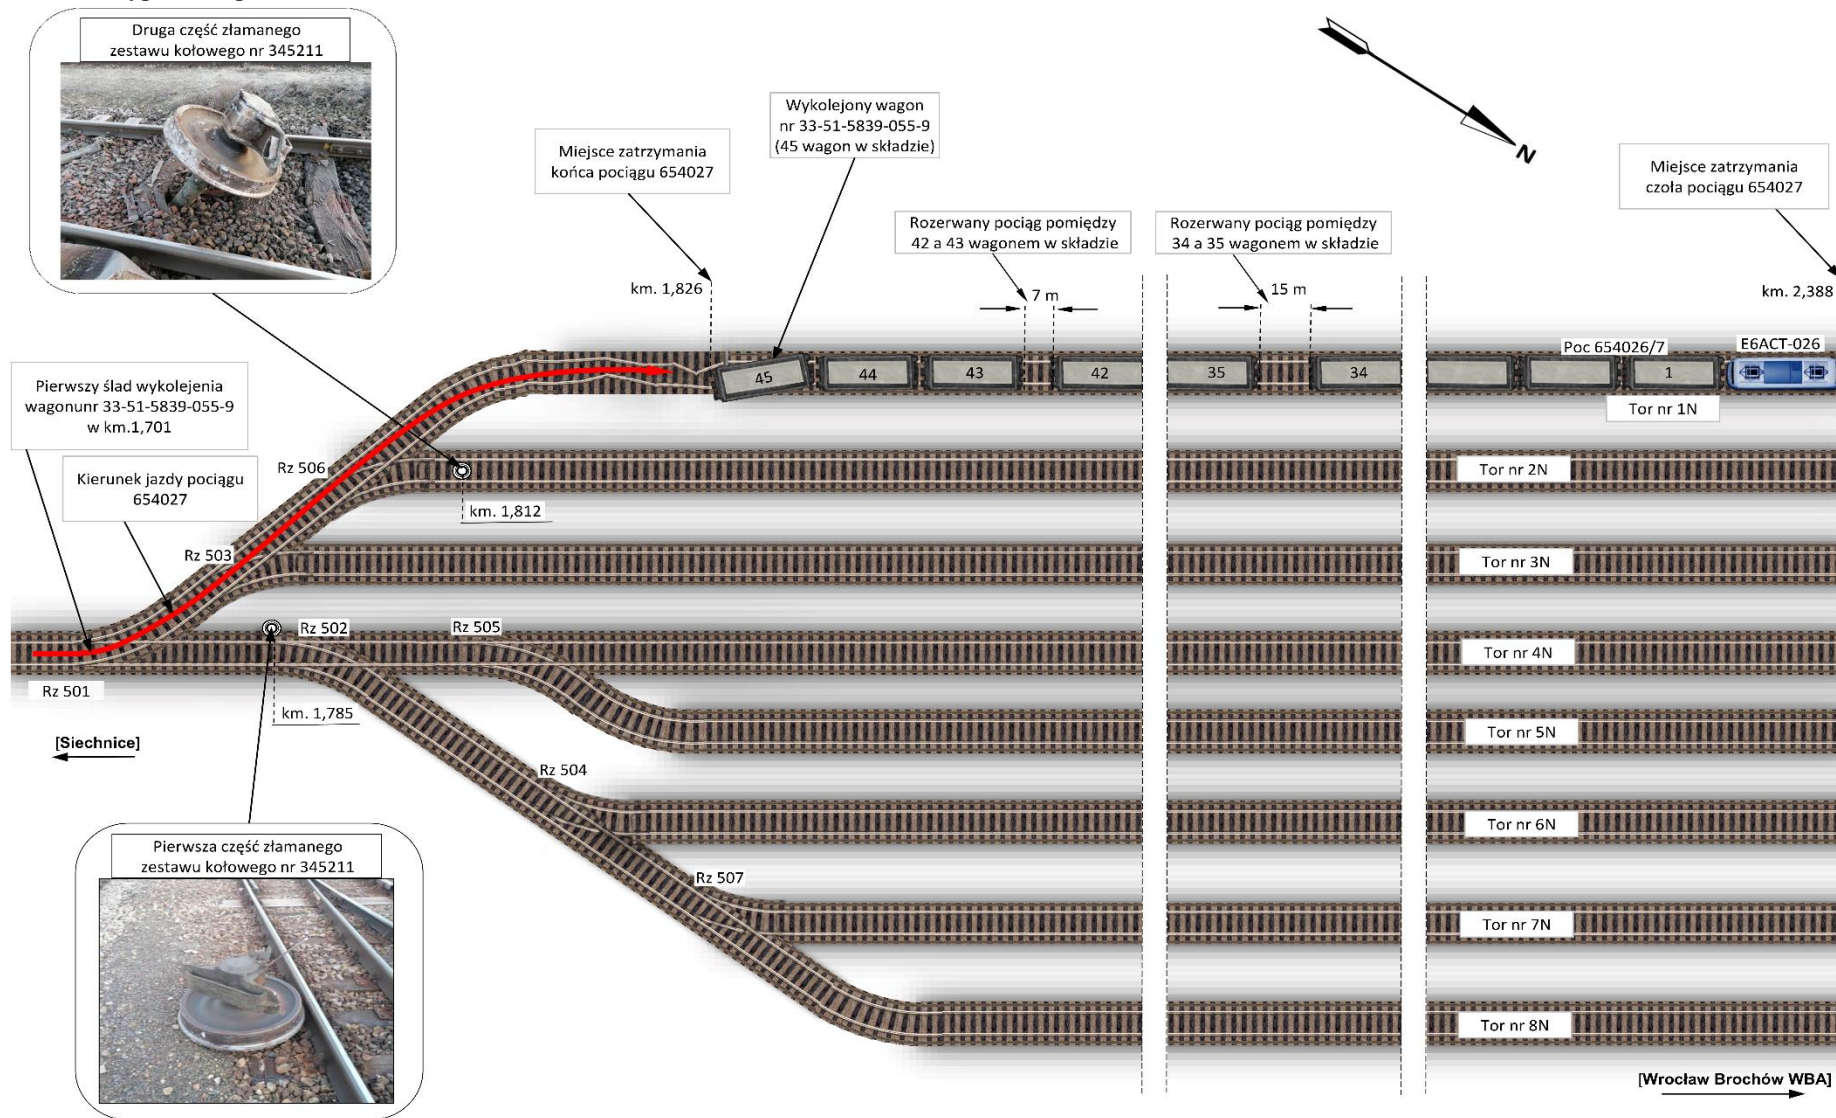 Druga część złamanego
zestawu kołowego nr 345211
Wykolejony wagon
nr 33-51-5839-055-9
(45 wagon w składzie)
Miejsce zatrzymania
końca pociągu 654027
N
Miejsce zatrzymania
czoła pociągu 654027
Rozerwany pociąg pomiędzy
42 a 43 wagonem w składzie
Rozerwany pociąg pomiędzy
34 a 35 wagonem w składzie
km. 1,826
7 m
15 m
km. 2,388
Poc 654026/7
E6ACT-026
45
44
43
42
35
34
1
Tor nr 1N
Pierwszy ślad wykolejenia
wagonunr 33-51-5839-055-9
w km.1,701
Kierunek jazdy pociągu
654027
Rz 506
Tor nr 2N
km. 1,812
Rz 503
Tor nr 3N
Rz 502
Rz 505
Tor nr 4N
Rz 501
km. 1,785
[Siechnice]
Tor nr 5N
Rz 504
Tor nr 6N
Pierwsza część złamanego
zestawu kołowego nr 345211
Rz 507
Tor nr 7N
Tor nr 8N
[Wrocław Brochów WBA]